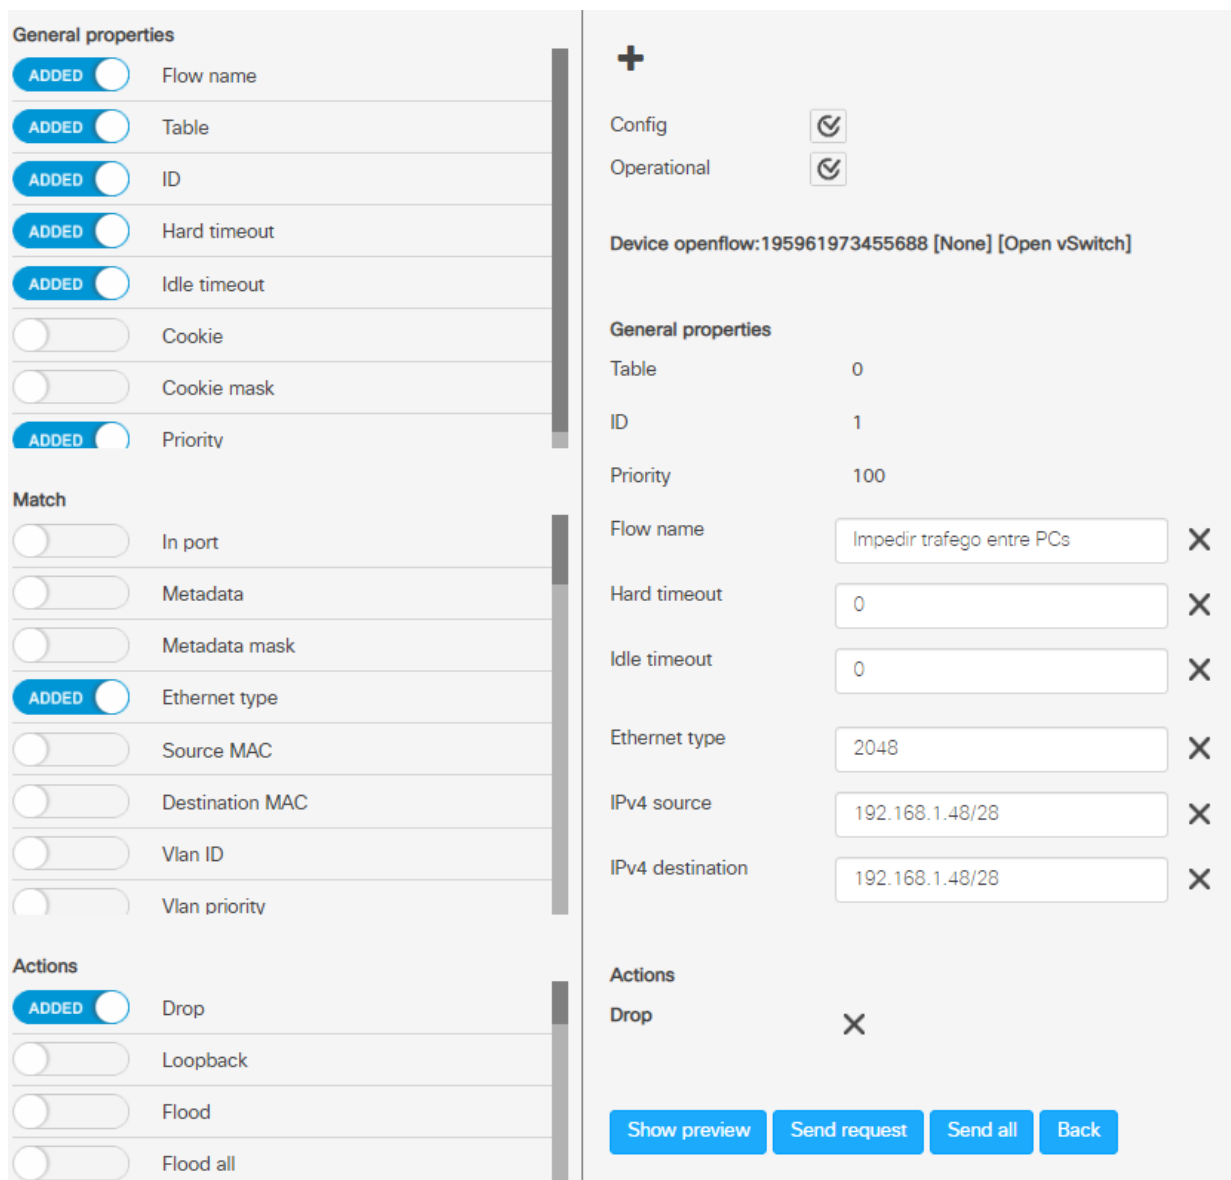 General properties
ADDED Flow name
ADDED Table
ADDED ID
ADDED Hard timeout
ADDED Idle timeout
Cookie
Cookie mask
ADDED Priority
Match
In port
Metadata
Metadata mask
ADDED Ethernet type
Source MAC
Destination MAC
Vlan ID
Vlan priority
Actions
ADDED Drop
Loopback
Flood
Flood all
Config
Operational
Device openflow:195961973455688 [None] [Open vSwitch]
General properties
Table 0
ID 1
Priority 100
Flow name Impedir trafego entre PCs
Hard timeout 0
Idle timeout 0
Ethernet type 2048
IPv4 source 192.168.1.48/28
IPv4 destination 192.168.1.48/28
Actions
Drop
Show preview Send request Send all Back